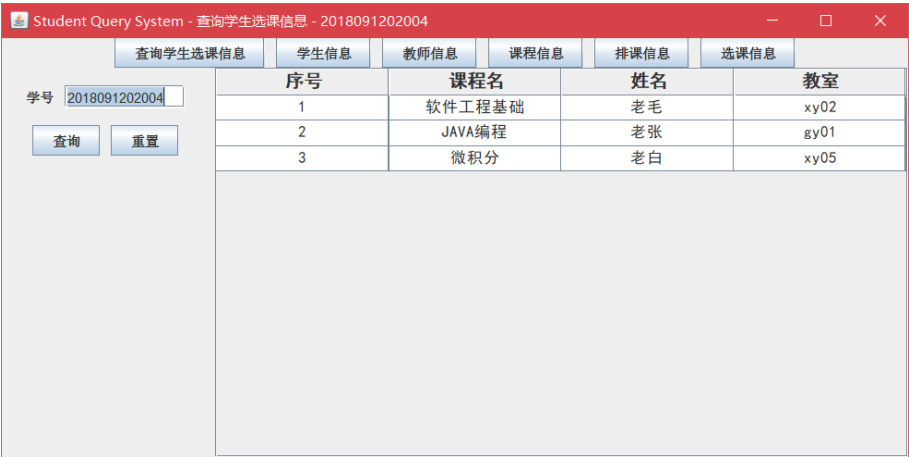 Student Query System - 查询学生选课信息 - 2018091202004
查询学生选课信息 学生信息 教师信息 课程信息 排课信息 选课信息
学号 2018091202004
查询 重置
序号 课程名 姓名 教室
1 软件工程基础 老毛 xy02
2 JAVA编程 老张 gy01
3 微积分 老白 xy05